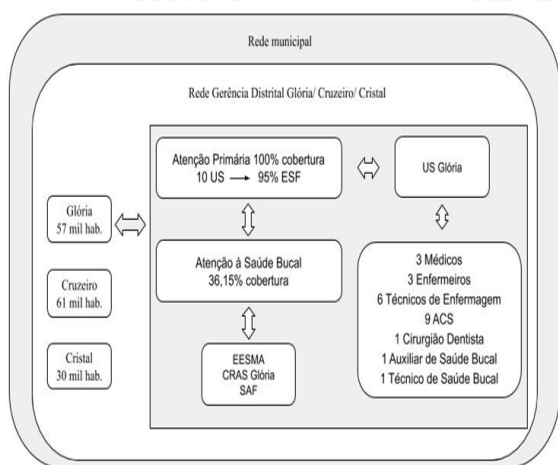 Rede municipal
Rede Gerência Distrital Glória/ Cruzeiro/ Cristal
Glória
57 mil hab.
Cruzeiro
61 mil hab.
Cristal
30 mil hab.
Atenção Primária 100% cobertura
10 US → 95% ESF
Atenção à Saúde Bucal
36,15% cobertura
EESMA
CRAS Glória
SAF
US Glória
3 Médicos
3 Enfermeiros
6 Técnicos de Enfermagem
9 ACS
1 Cirurgião Dentista
1 Auxiliar de Saúde Bucal
1 Técnico de Saúde Bucal